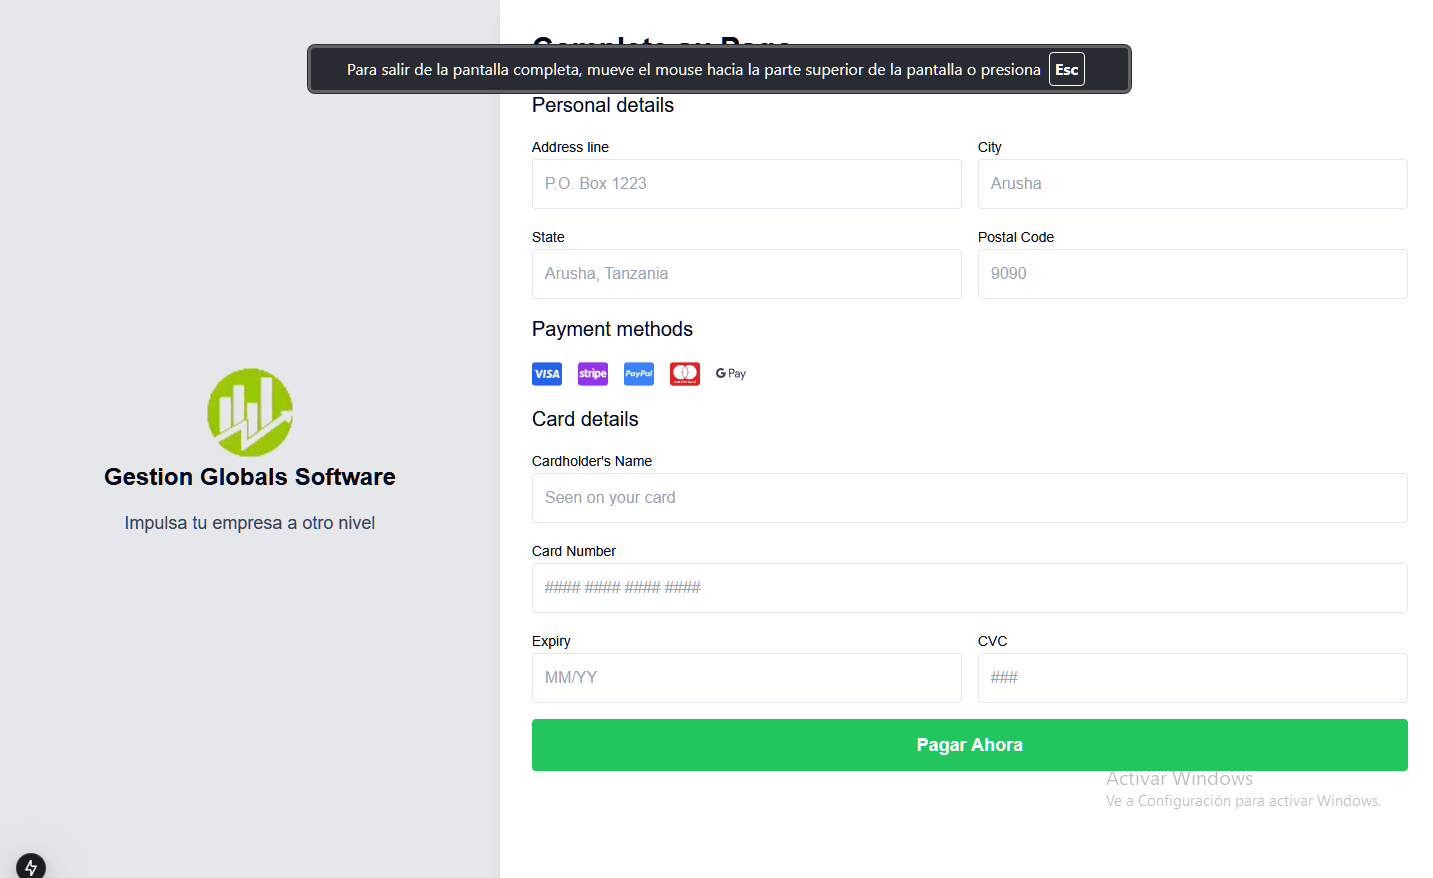 Para salir de la pantalla completa, mueve el mouse hacia la parte superior de la pantalla o presiona Esc
Personal details
Address line
City
P.O. Box 1223
Arusha
State
Postal Code
Arusha, Tanzania
9090
Payment methods
VISA
stripe
PayPal
G Pay
Card details
Cardholder's Name
Seen on your card
Card Number
#### #### #### ####
Expiry
CVC
MM/YY
###
Pagar Ahora
Gestion Globals Software
Impulsa tu empresa a otro nivel
Activar Windows
Ve a Configuración para activar Windows.